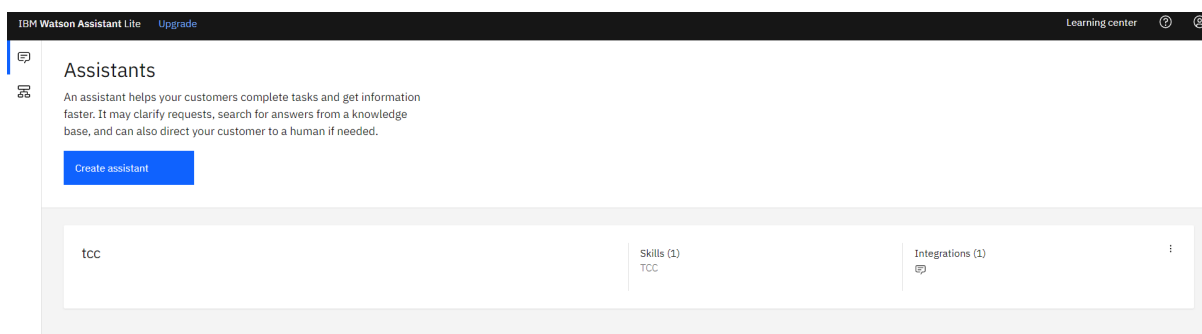 IBM Watson Assistant Lite Upgrade Learning center
Assistants
An assistant helps your customers complete tasks and get information
faster. It may clarify requests, search for answers from a knowledge
base, and can also direct your customer to a human if needed.
Create assistant
tcc
Skills (1)
TCC
Integrations (1)